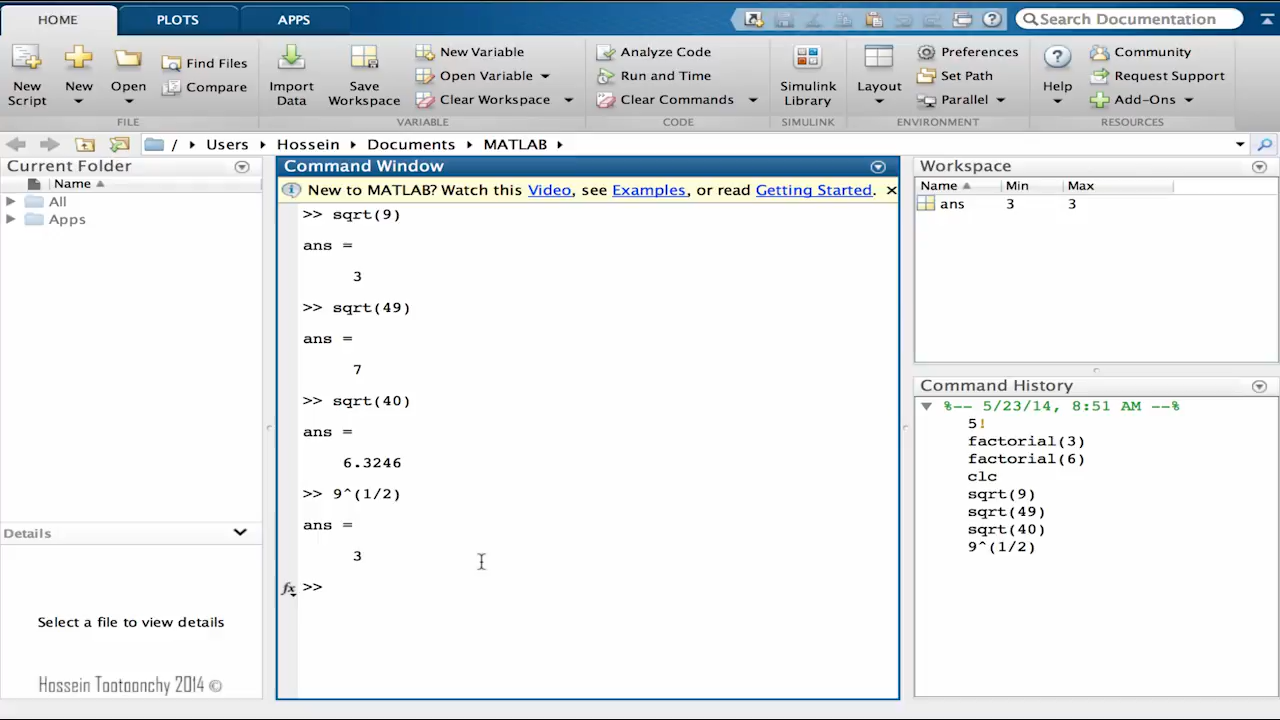 HOME PLOTS APPS
Search Documentation
New Script
New
Open
Find Files
Compare
FILE
Import Data
Save Workspace
New Variable
Open Variable
Clear Workspace
VARIABLE
Analyze Code
Run and Time
Clear Commands
CODE
Simulink Library
SIMULINK
Layout
Preferences
Set Path
Parallel
ENVIRONMENT
Help
Community
Request Support
Add-Ons
RESOURCES
/ Users Hossein Documents MATLAB
Current Folder
Name
All
Apps
Details
Select a file to view details
Hossein Tootoonchy 2014 ©
Command Window
New to MATLAB? Watch this Video, see Examples, or read Getting Started.
>> sqrt(9)
ans =
3
>> sqrt(49)
ans =
7
>> sqrt(40)
ans =
6.3246
>> 9^(1/2)
ans =
3
fx >>
Workspace
Name Min Max
ans 3 3
Command History
%-- 5/23/14, 8:51 AM --%
5!
factorial(3)
factorial(6)
clc
sqrt(9)
sqrt(49)
sqrt(40)
9^(1/2)